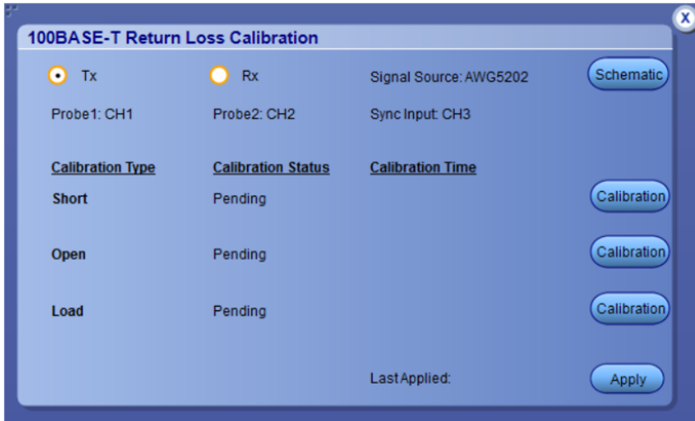 X
100BASE-T Return Loss Calibration
Tx Rx Signal Source: AWG5202 Schematic
Probe1: CH1 Probe2: CH2 Sync Input: CH3
Calibration Type Calibration Status Calibration Time
Short Pending Calibration
Open Pending Calibration
Load Pending Calibration
Last Applied: Apply